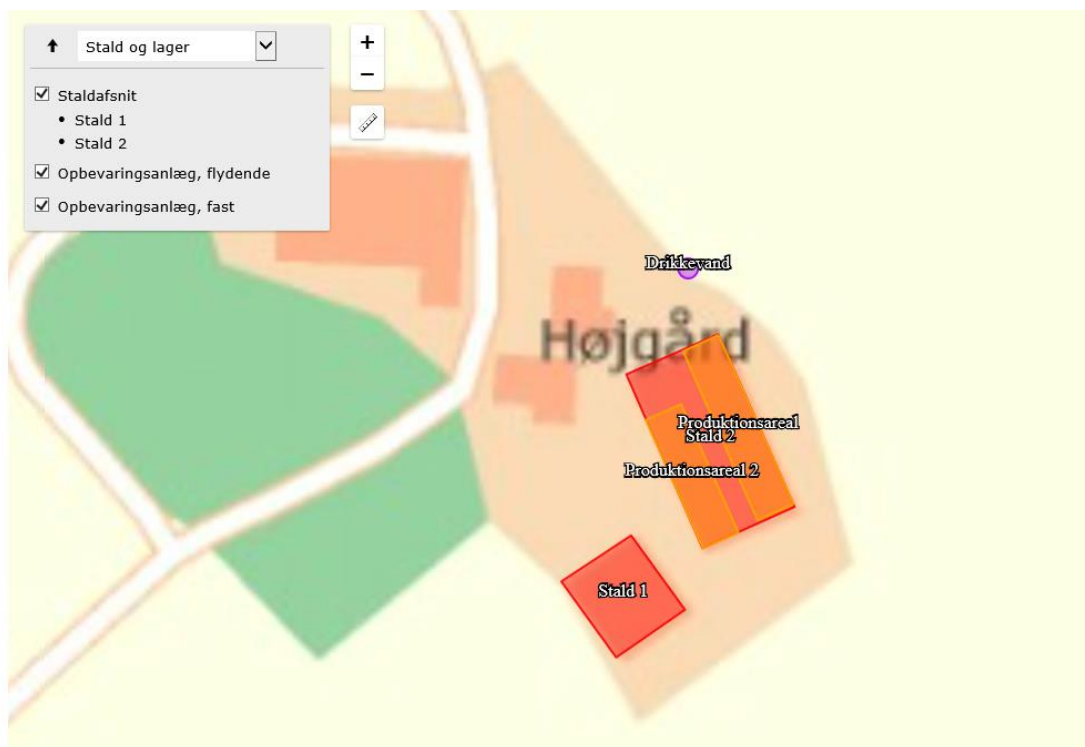 Stald og lager
Staldafsnit
• Stald 1
• Stald 2
Opbevaringsanlæg, flydende
Opbevaringsanlæg, fast
Drikkevand
Højgård
Produktionsareal
Stald 2
Produktionsareal 2
Stald 1